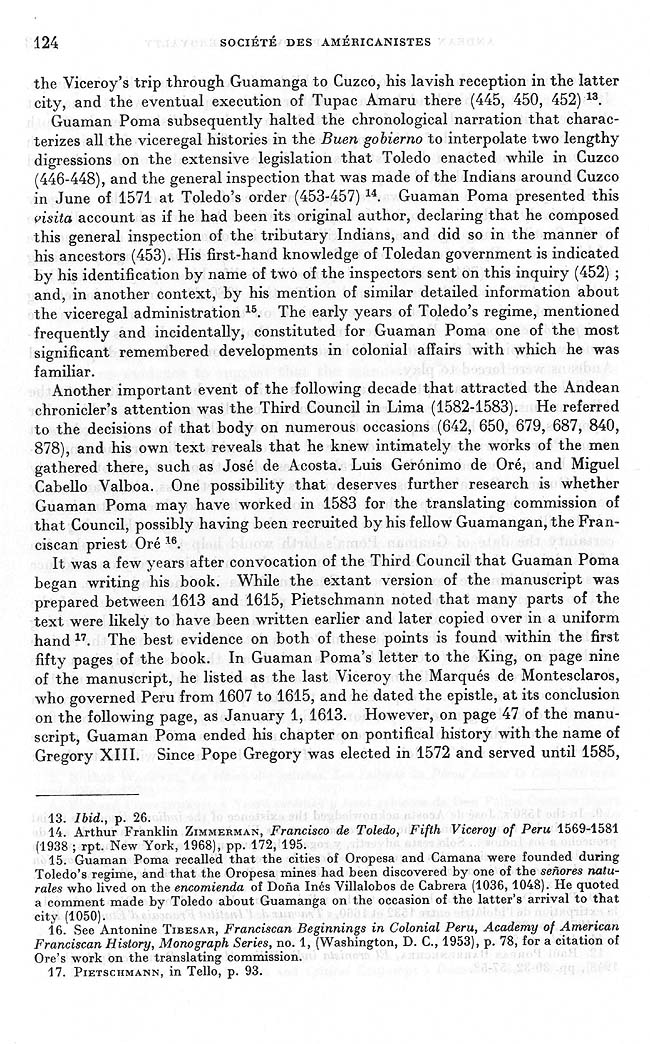 124
SOCIÉTÉ DES AMÉRICANISTES
the Viceroy's trip through Guamanga to Cuzco, his lavish reception in the latter
city, and the eventual execution of Tupac Amaru there (445, 450, 452) 13.
Guaman Poma subsequently halted the chronological narration that charac-
terizes all the viceregal histories in the Buen gobierno to interpolate two lengthy
digressions on the extensive legislation that Toledo enacted while in Cuzco
(446-448), and the general inspection that was made of the Indians around Cuzco
in June of 1571 at Toledo's order (453-457) 14. Guaman Poma presented this
visita account as if he had been its original author, declaring that he composed
this general inspection of the tributary Indians, and did so in the manner of
his ancestors (453). His first-hand knowledge of Toledan government is indicated
by his identification by name of two of the inspectors sent on this inquiry (452) ;
and, in another context, by his mention of similar detailed information about
the viceregal administration 15. The early years of Toledo's regime, mentioned
frequently and incidentally, constituted for Guaman Poma one of the most
significant remembered developments in colonial affairs with which he was
familiar.
Another important event of the following decade that attracted the Andean
chronicler's attention was the Third Council in Lima (1582-1583). He referred
to the decisions of that body on numerous occasions (642, 650, 679, 687, 840,
878), and his own text reveals that he knew intimately the works of the men
gathered there, such as José de Acosta. Luis Gerónimo de Oré, and Miguel
Cabello Valboa. One possibility that deserves further research is whether
Guaman Poma may have worked in 1583 for the translating commission of
that Council, possibly having been recruited by his fellow Guamangan, the Fran-
ciscan priest Oré 16.
It was a few years after convocation of the Third Council that Guaman Poma
began writing his book. While the extant version of the manuscript was
prepared between 1613 and 1615, Pietschmann noted that many parts of the
text were likely to have been written earlier and later copied over in a uniform
hand 17. The best evidence on both of these points is found within the first
fifty pages of the book. In Guaman Poma's letter to the King, on page nine
of the manuscript, he listed as the last Viceroy the Marqués de Montesclaros,
who governed Peru from 1607 to 1615, and he dated the epistle, at its conclusion
on the following page, as January 1, 1613. However, on page 47 of the manu-
script, Guaman Poma ended his chapter on pontifical history with the name of
Gregory XIII. Since Pope Gregory was elected in 1572 and served until 1585,
13. Ibid., p. 26.
14. Arthur Franklin ZIMMERMAN, Francisco de Toledo, Fifth Viceroy of Peru 1569-1581
(1938 ; rpt. New York, 1968), pp. 172, 195.
15. Guaman Poma recalled that the cities of Oropesa and Camana were founded during
Toledo's regime, and that the Oropesa mines had been discovered by one of the señores natu-
rales who lived on the encomienda of Doña Inés Villalobos de Cabrera (1036, 1048). He quoted
a comment made by Toledo about Guamanga on the occasion of the latter's arrival to that
city (1050).
16. See Antonine TIBESAR, Franciscan Beginnings in Colonial Peru, Academy of American
Franciscan History, Monograph Series, no. 1, (Washington, D. C., 1953), p. 78, for a citation of
Ore's work on the translating commission.
17. PIETSCHMANN, in Tello, p. 93.